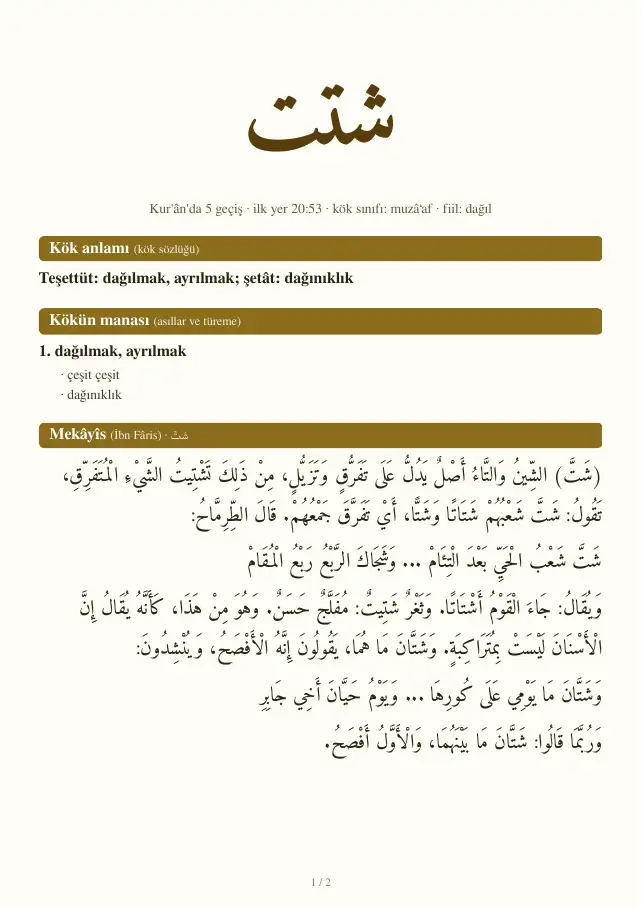 شتت
Kur'ân'da 5 geçiş · ilk yer 20:53 · kök sınıfı: muzâ'af · fiil: dağıl
Kök anlamı (kök sözlüğü)
Teşettüt: dağılmak, ayrılmak; şetât: dağınıklık
Kökün manası (asıllar ve türeme)
1. dağılmak, ayrılmak
· çeşit çeşit
· dağınıklık
Mekâyîs (İbn Fâris) · شتّ
(شَتَّ) الشِّينُ وَالتَّاءُ أَصْلٌ يَدُلُّ عَلَى تَفَرُّقٍ وَتَزَيُّلٍ، مِنْ ذَلِكَ تَشْتِيتُ الشَّيْءِ الْمُتَفَرِّقِ،
تَقُولُ: شَتَّ شَعْبُهُمْ شَتَاتًا وَشَتًّا، أَيْ تَفَرَّقَ جَمْعُهُمْ. قَالَ الطِّرِمَّاحُ:
شَتَّ شَعْبُ الْحَيِّ بَعْدَ الْتِئَامْ ... وَشَجَاكَ الرَّبْعُ رَبْعُ الْمُقَامْ
وَيُقَالُ: جَاءَ الْقَوْمُ أَشْتَاتًا. وَثَغْرٌ شَتِيتٌ: مُفَلَّجٌ حَسَنٌ. وَهُوَ مِنْ هَذَا، كَأَنَّهُ يُقَالُ إِنَّ
الْأَسْنَانَ لَيْسَتْ بِمُتَرَاكِبَةٍ. وَشَتَّانَ مَا هُمَا، يَقُولُونَ إِنَّهُ الْأَفْصَحُ، وَيُنْشِدُونَ:
وَشَتَّانَ مَا يَوْمِي عَلَى كُورِهَا ... وَيَوْمُ حَيَّانَ أَخِي جَابِرِ
وَرُبَّمَا قَالُوا: شَتَّانَ مَا بَيْنَهُمَا، وَالْأَوَّلُ أَفْصَحُ.
1 / 2